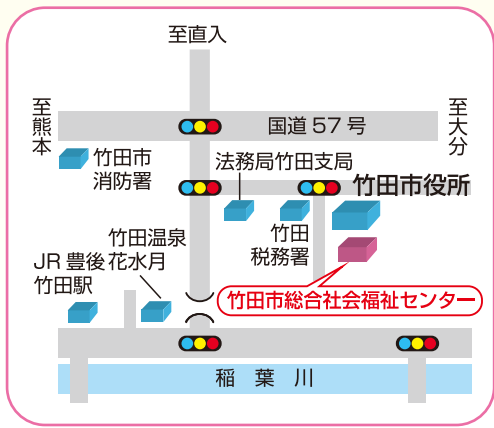 至直入
至熊本
国道57号
至大分
竹田市
消防署
法務局竹田支局
竹田市役所
竹田
税務署
竹田温泉
花水月
JR豊後
竹田駅
竹田市総合社会福祉センター
稲葉川